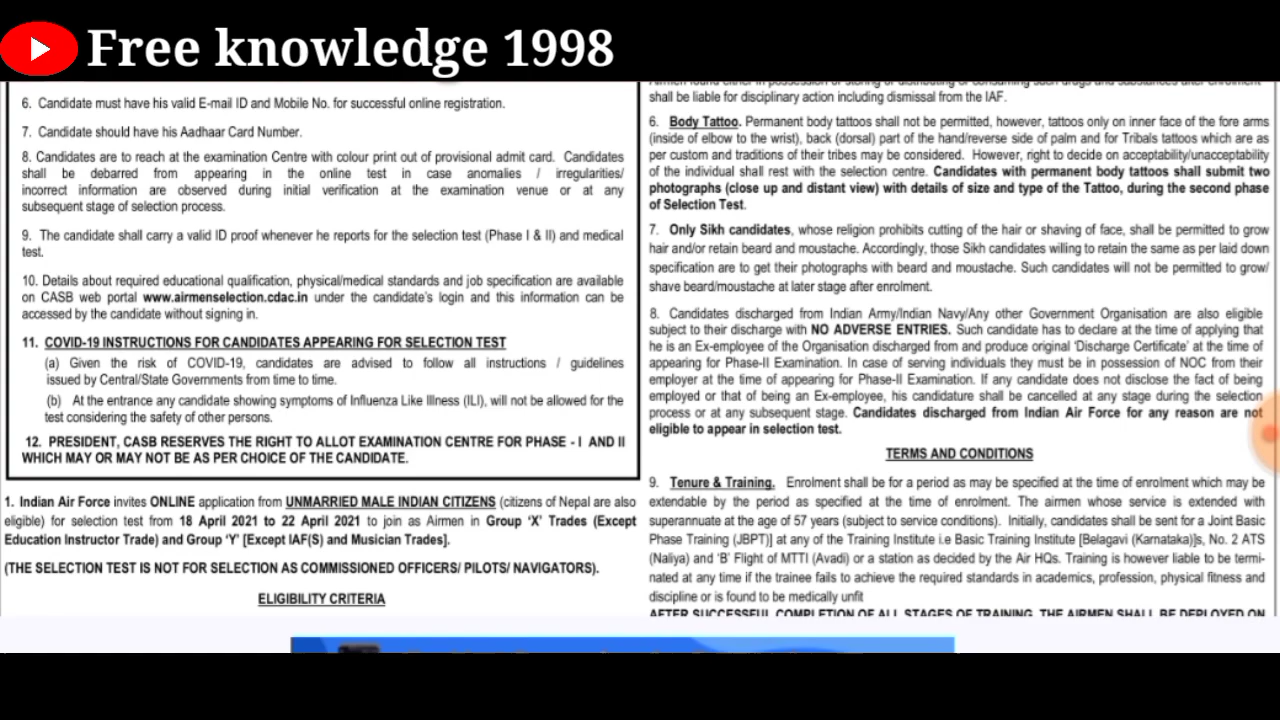 Free knowledge 1998
6. Candidate must have his valid E-mail ID and Mobile No. for successful online registration.
7. Candidate should have his Aadhaar Card Number.
8. Candidates are to reach at the examination Centre with colour print out of provisional admit card. Candidates
shall be debarred from appearing in the online test in case anomalies / irregularities/
incorrect information are observed during initial verification at the examination venue or at any
subsequent stage of selection process.
9. The candidate shall carry a valid ID proof whenever he reports for the selection test (Phase I & II) and medical
test.
10. Details about required educational qualification, physical/medical standards and job specification are available
on CASB web portal www.airmenselection.cdac.in under the candidate's login and this information can be
accessed by the candidate without signing in.
11. COVID-19 INSTRUCTIONS FOR CANDIDATES APPEARING FOR SELECTION TEST
(a) Given the risk of COVID-19, candidates are advised to follow all instructions / guidelines
issued by Central/State Governments from time to time.
(b) At the entrance any candidate showing symptoms of Influenza Like Illness (ILI), will not be allowed for the
test considering the safety of other persons.
12. PRESIDENT, CASB RESERVES THE RIGHT TO ALLOT EXAMINATION CENTRE FOR PHASE - I AND II
WHICH MAY OR MAY NOT BE AS PER CHOICE OF THE CANDIDATE.
1. Indian Air Force invites ONLINE application from UNMARRIED MALE INDIAN CITIZENS (citizens of Nepal are also
eligible) for selection test from 18 April 2021 to 22 April 2021 to join as Airmen in Group 'X' Trades (Except
Education Instructor Trade) and Group 'Y' [Except IAF(S) and Musician Trades].
(THE SELECTION TEST IS NOT FOR SELECTION AS COMMISSIONED OFFICERS/ PILOTS/ NAVIGATORS).
ELIGIBILITY CRITERIA
Airmen found either in possession of storing or distributing or consuming such drugs and substances after enrolment
shall be liable for disciplinary action including dismissal from the IAF.
6. Body Tattoo. Permanent body tattoos shall not be permitted, however, tattoos only on inner face of the fore arms
(inside of elbow to the wrist), back (dorsal) part of the hand/reverse side of palm and for Tribals tattoos which are as
per custom and traditions of their tribes may be considered. However, right to decide on acceptability/unacceptability
of the individual shall rest with the selection centre. Candidates with permanent body tattoos shall submit two
photographs (close up and distant view) with details of size and type of the Tattoo, during the second phase
of Selection Test.
7. Only Sikh candidates, whose religion prohibits cutting of the hair or shaving of face, shall be permitted to grow
hair and/or retain beard and moustache. Accordingly, those Sikh candidates willing to retain the same as per laid down
specification are to get their photographs with beard and moustache. Such candidates will not be permitted to grow/
shave beard/moustache at later stage after enrolment.
8. Candidates discharged from Indian Army/Indian Navy/Any other Government Organisation are also eligible
subject to their discharge with NO ADVERSE ENTRIES. Such candidate has to declare at the time of applying that
he is an Ex-employee of the Organisation discharged from and produce original 'Discharge Certificate' at the time of
appearing for Phase-II Examination. In case of serving individuals they must be in possession of NOC from their
employer at the time of appearing for Phase-II Examination. If any candidate does not disclose the fact of being
employed or that of being an Ex-employee, his candidature shall be cancelled at any stage during the selection
process or at any subsequent stage. Candidates discharged from Indian Air Force for any reason are not
eligible to appear in selection test.
TERMS AND CONDITIONS
9. Tenure & Training. Enrolment shall be for a period as may be specified at the time of enrolment which may be
extendable by the period as specified at the time of enrolment. The airmen whose service is extended with
superannuate at the age of 57 years (subject to service conditions). Initially, candidates shall be sent for a Joint Basic
Phase Training (JBPT)] at any of the Training Institute i.e Basic Training Institute [Belagavi (Karnataka)]s, No. 2 ATS
(Naliya) and 'B' Flight of MTTI (Avadi) or a station as decided by the Air HQs. Training is however liable to be termi-
nated at any time if the trainee fails to achieve the required standards in academics, profession, physical fitness and
discipline or is found to be medically unfit
AFTER SUCCESSFUL COMPLETION OF ALL STAGES OF TRAINING, THE AIRMEN SHALL BE DEPLOYED ON